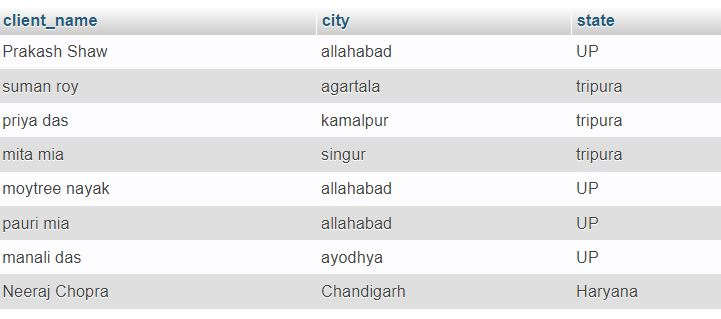 client_name city state
Prakash Shaw allahabad UP
suman roy agartala tripura
priya das kamalpur tripura
mita mia singur tripura
moytree nayak allahabad UP
pauri mia allahabad UP
manali das ayodhya UP
Neeraj Chopra Chandigarh Haryana